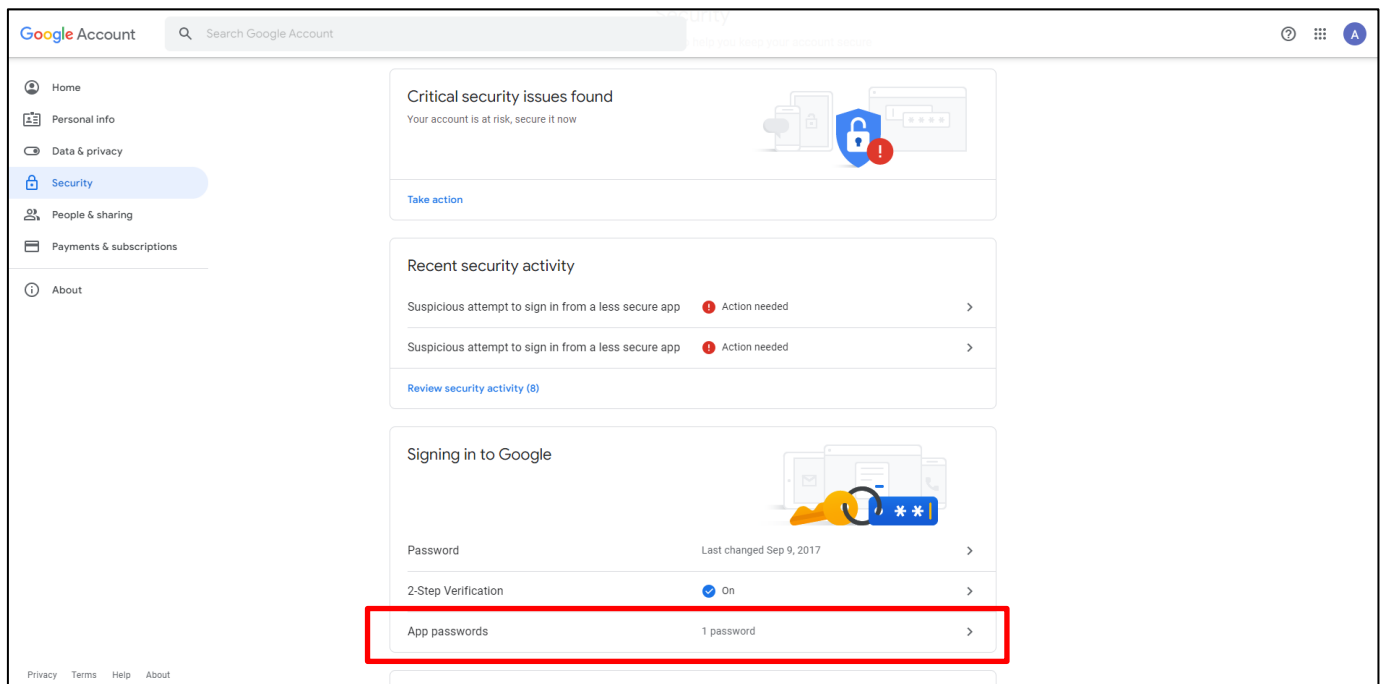 Security
Google Account
Search Google Account
A
Home
Personal info
Data & privacy
Security
People & sharing
Payments & subscriptions
About
Critical security issues found
Your account is at risk, secure it now
Take action
Recent security activity
Suspicious attempt to sign in from a less secure app Action needed
Suspicious attempt to sign in from a less secure app Action needed
Review security activity (8)
Signing in to Google
Password Last changed Sep 9, 2017
2-Step Verification On
App passwords 1 password
Privacy Terms Help About